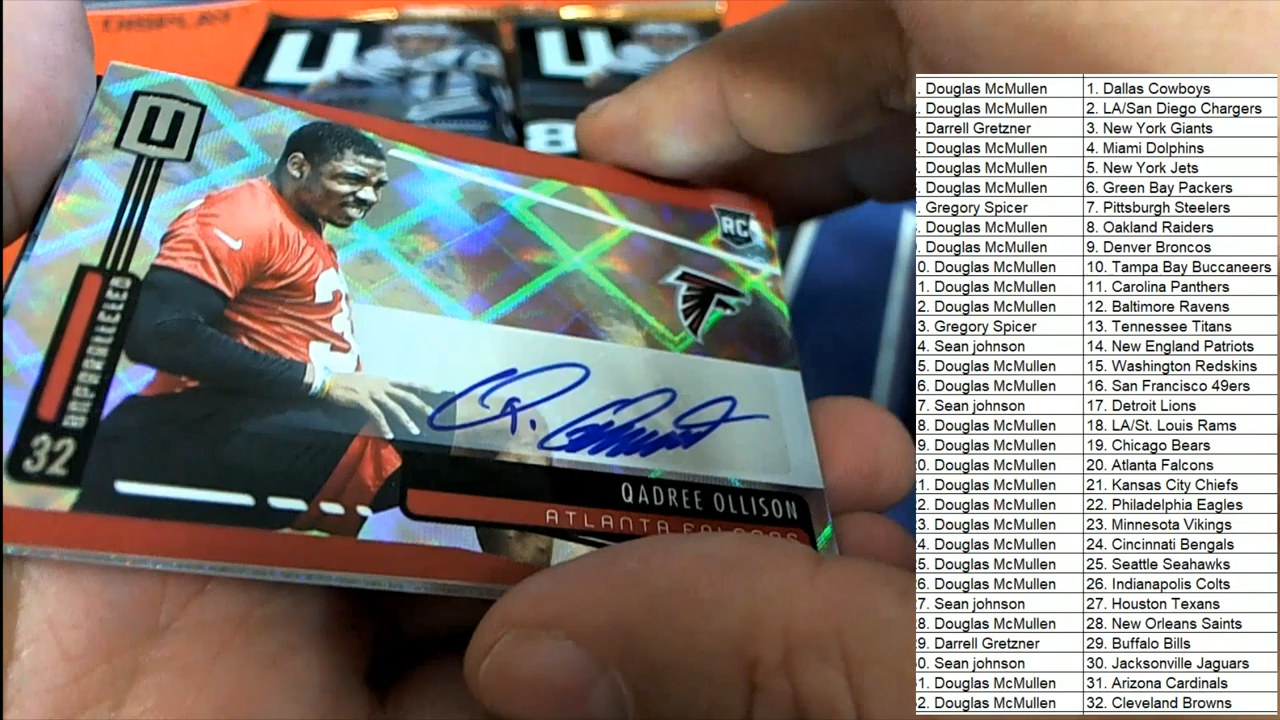 DISPLAY
U
U
8
U
RC
32
Q. Ollison
QADREE OLLISON
ATLANTA FALCONS
. Douglas McMullen 1. Dallas Cowboys
. Douglas McMullen 2. LA/San Diego Chargers
. Darrell Gretzner 3. New York Giants
. Douglas McMullen 4. Miami Dolphins
. Douglas McMullen 5. New York Jets
. Douglas McMullen 6. Green Bay Packers
. Gregory Spicer 7. Pittsburgh Steelers
. Douglas McMullen 8. Oakland Raiders
. Douglas McMullen 9. Denver Broncos
0. Douglas McMullen 10. Tampa Bay Buccaneers
1. Douglas McMullen 11. Carolina Panthers
2. Douglas McMullen 12. Baltimore Ravens
3. Gregory Spicer 13. Tennessee Titans
4. Sean johnson 14. New England Patriots
5. Douglas McMullen 15. Washington Redskins
6. Douglas McMullen 16. San Francisco 49ers
7. Sean johnson 17. Detroit Lions
8. Douglas McMullen 18. LA/St. Louis Rams
9. Douglas McMullen 19. Chicago Bears
20. Douglas McMullen 20. Atlanta Falcons
1. Douglas McMullen 21. Kansas City Chiefs
2. Douglas McMullen 22. Philadelphia Eagles
3. Douglas McMullen 23. Minnesota Vikings
4. Douglas McMullen 24. Cincinnati Bengals
5. Douglas McMullen 25. Seattle Seahawks
6. Douglas McMullen 26. Indianapolis Colts
7. Sean johnson 27. Houston Texans
8. Douglas McMullen 28. New Orleans Saints
9. Darrell Gretzner 29. Buffalo Bills
0. Sean johnson 30. Jacksonville Jaguars
1. Douglas McMullen 31. Arizona Cardinals
2. Douglas McMullen 32. Cleveland Browns